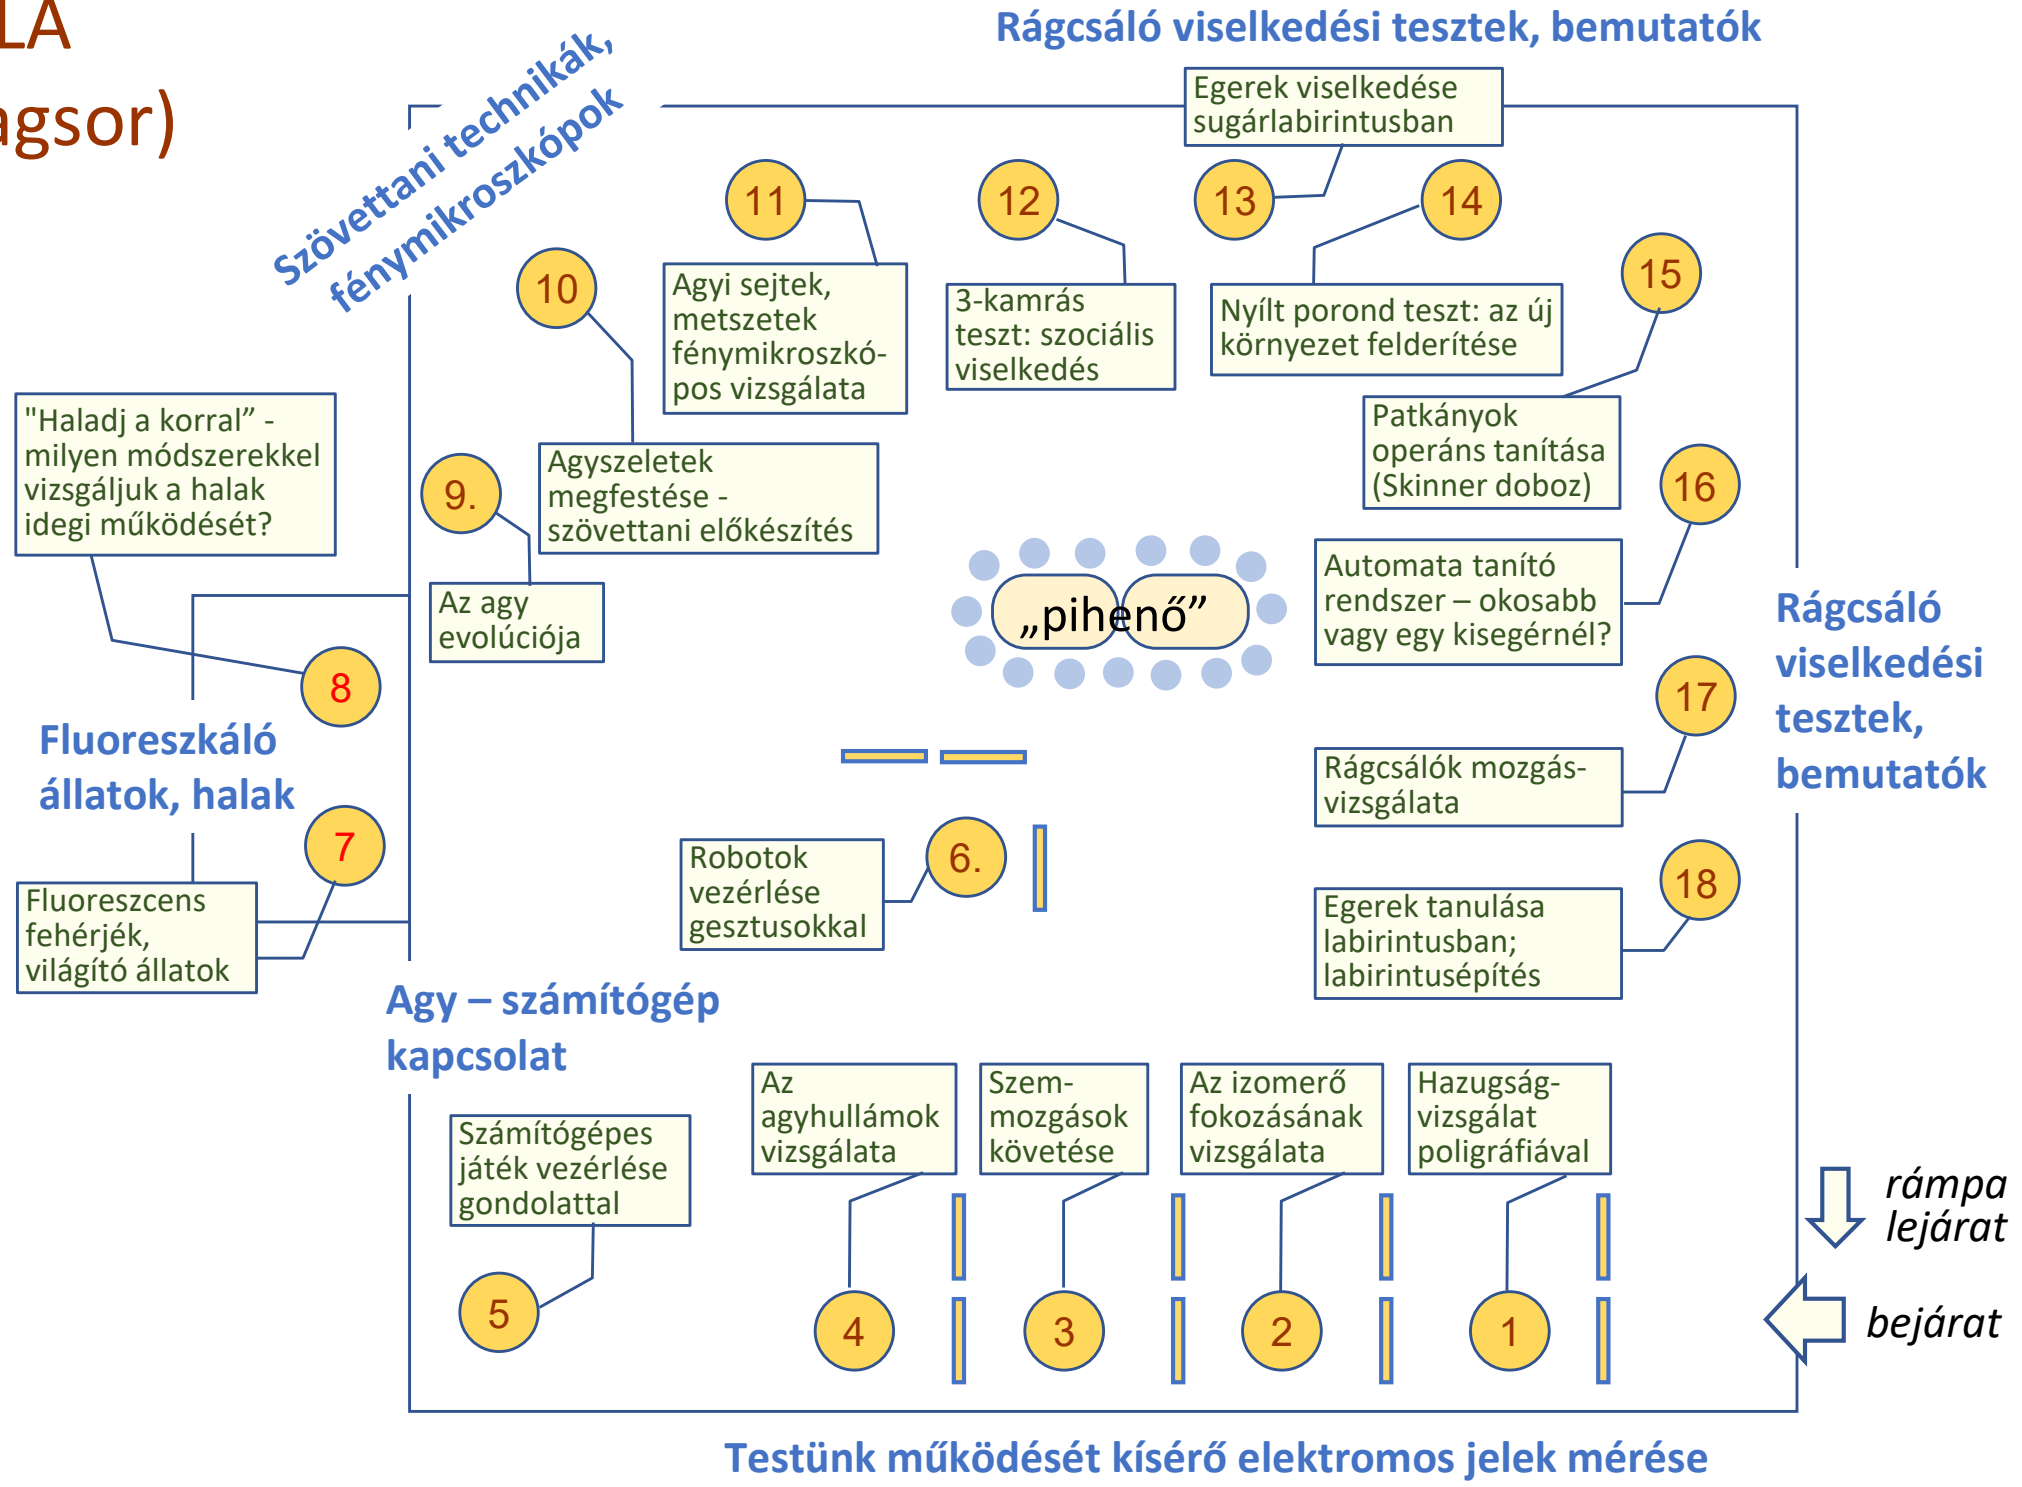 LA
agsor)
Rágcsáló viselkedési tesztek, bemutatók
Szövettani technikák,
fénymikroszkópok
Egerek viselkedése
sugárlabirintusban
11
12
13
14
15
10
Agyi sejtek,
metszetek
fénymikroszkó-
pos vizsgálata
3-kamrás
teszt: szociális
viselkedés
Nyílt porond teszt: az új
környezet felderítése
"Haladj a korral” -
milyen módszerekkel
vizsgáljuk a halak
idegi működését?
Patkányok
operáns tanítása
(Skinner doboz)
16
9.
Agyszeletek
megfestése -
szövettani előkészítés
Az agy
evolúciója
„pihenő”
Automata tanító
rendszer – okosabb
vagy egy kisegérnél?
Rágcsáló
viselkedési
tesztek,
bemutatók
8
17
Fluoreszkáló
állatok, halak
Rágcsálók mozgás-
vizsgálata
7
Robotok
vezérlése
gesztusokkal
6.
18
Fluoreszcens
fehérjék,
világító állatok
Egerek tanulása
labirintusban;
labirintusépítés
Agy – számítógép
kapcsolat
Számítógépes
játék vezérlése
gondolattal
Az
agyhullámok
vizsgálata
Szem-
mozgások
követése
Az izomerő
fokozásának
vizsgálata
Hazugság-
vizsgálat
poligráfiával
rámpa
lejárat
5
4
3
2
1
bejárat
Testünk működését kísérő elektromos jelek mérése